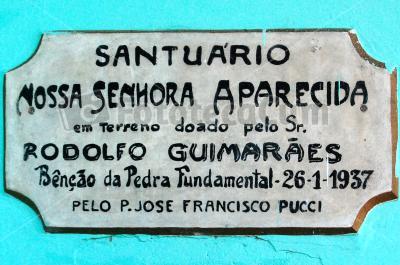 SANTUÁRIO
NOSSA SENHORA APARECIDA
em Terreno doado pelo Sr.
RODOLFO GUIMARÃES
Bênção da Pedra Fundamental-26-1-1937
PELO P. JOSE FRANCISCO PUCCI